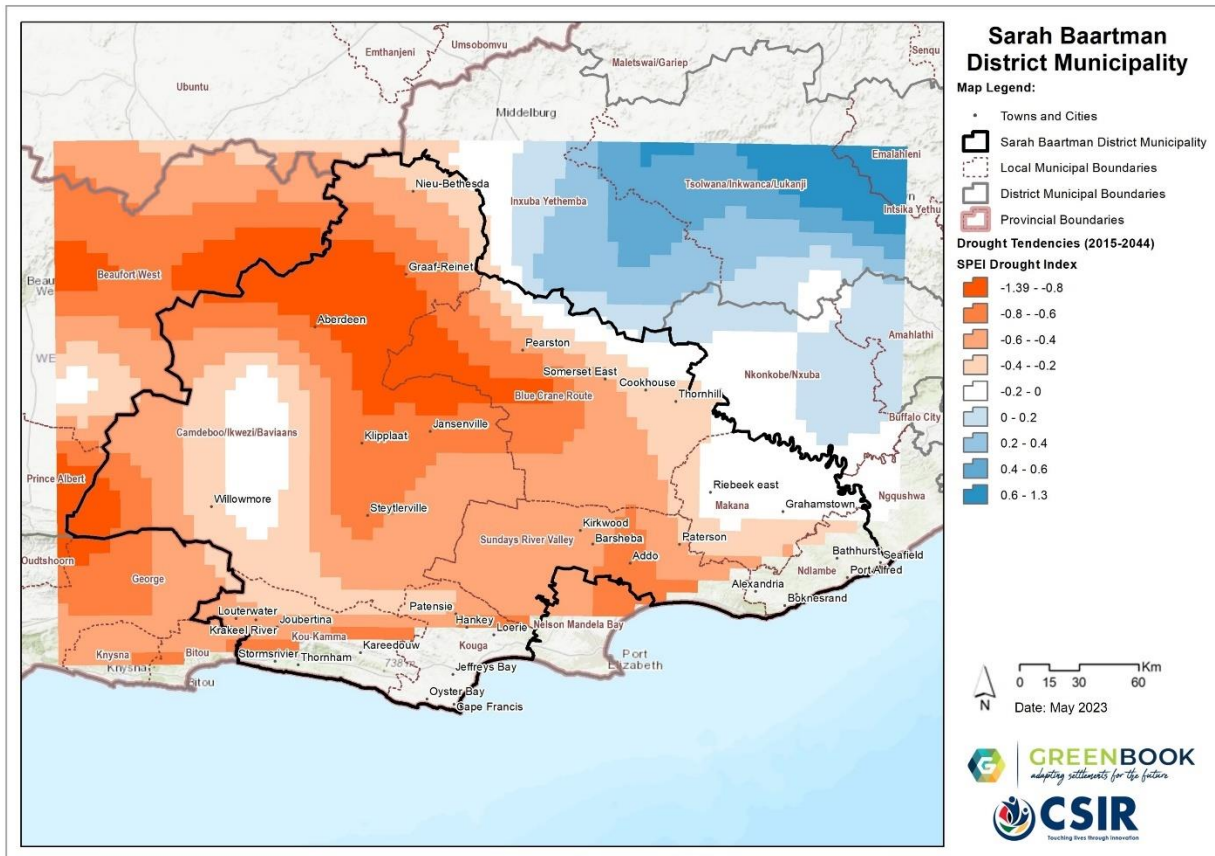 Sarah Baartman
District Municipality
Map Legend:
Towns and Cities
Sarah Baartman District Municipality
Local Municipal Boundaries
District Municipal Boundaries
Provincial Boundaries
Drought Tendencies (2015-2044)
SPEI Drought Index
-1.39 - -0.8
-0.8 - -0.6
-0.6 - -0.4
-0.4 - -0.2
-0.2 - 0
0 - 0.2
0.2 - 0.4
0.4 - 0.6
0.6 - 1.3
Km
0 15 30 60
N
Date: May 2023
G
GREENBOOK
adapting settlements for the future
CSIR
Touching lives through innovation
Emthanjeni
Umsobomvu
Maletswai/Gariep
Senqu
Ubuntu
Middelburg
Emalahleni
Nieu-Bethesda
Inxuba Yethemba
Tsolwana/Inkwanca/Lukanji
Intsika Yethu
Beaufort West
Graaf-Reinet
Aberdeen
Pearston
Amahlathi
Somerset East
Cookhouse
Nkonkobe/Nxuba
Blue Crane Route
Thornhill
Buffalo City
Camdeboo/Ikwezi/Baviaans
Jansenville
Klipplaat
Prince Albert
Willowmore
Steytlerville
Riebeek east
Makana
Grahamstown
Ngqushwa
Kirkwood
Sundays River Valley
Barsheba
Paterson
Addo
Bathhurst
Seafield
Oudtshoorn
George
Ndlambe
Port Alfred
Alexandria
Boknesrand
Louterwater
Patensie
Joubertina
Hankey
Krakeel River
Kou-Kamma
Loerie
Nelson Mandela Bay
Kareedouw
Kouga
Knysna
Bitou
Stormsrivier
Thornham
738 m
Port
Elizabeth
Knysna
Bitou
Jeffreys Bay
Oyster Bay
Cape Francis